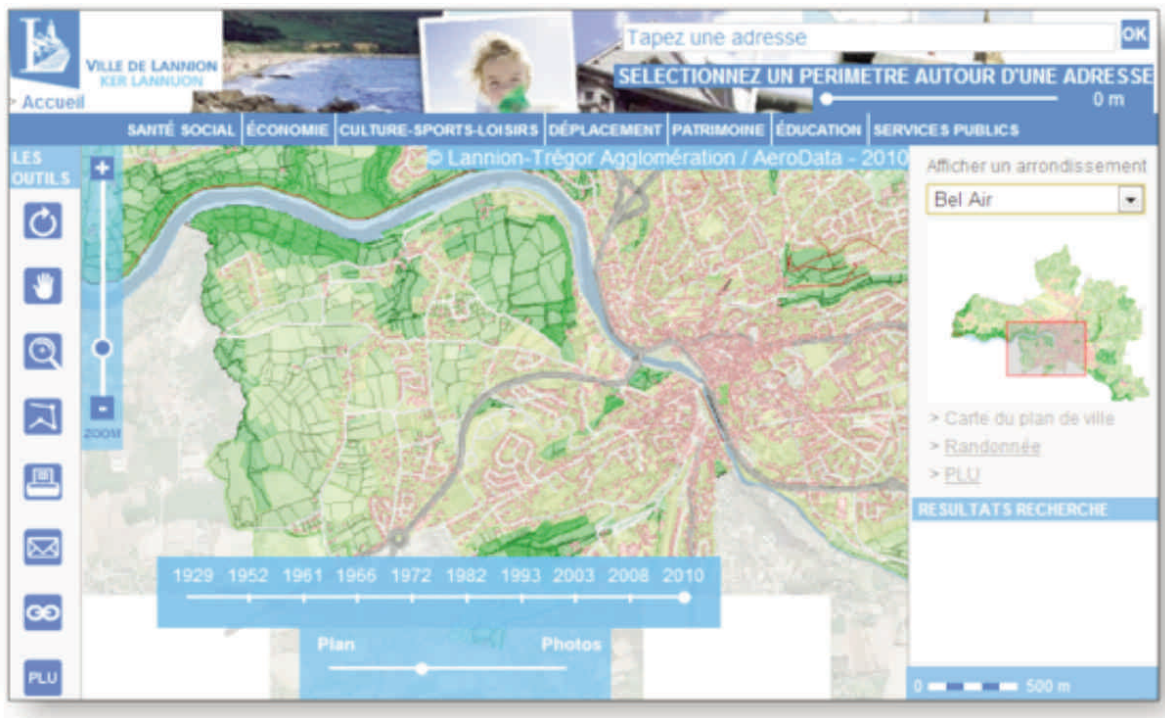 VILLE DE LANNION
KER LANNUON
> Accueil
Tapez une adresse
OK
SELECTIONNEZ UN PERIMETRE AUTOUR D'UNE ADRESSE
0 m
SANTÉ SOCIAL
ÉCONOMIE
CULTURE-SPORTS-LOISIRS
DÉPLACEMENT
PATRIMOINE
ÉDUCATION
SERVICES PUBLICS
LES
OUTILS
+
-
ZOOM
PLU
© Lannion-Trégor Agglomération / AeroData - 2010
1929 1952 1961 1966 1972 1982 1993 2003 2008 2010
Plan Photos
Afficher un arrondissement
Bel Air
> Carte du plan de ville
> Randonnée
> PLU
RESULTATS RECHERCHE
0 500 m